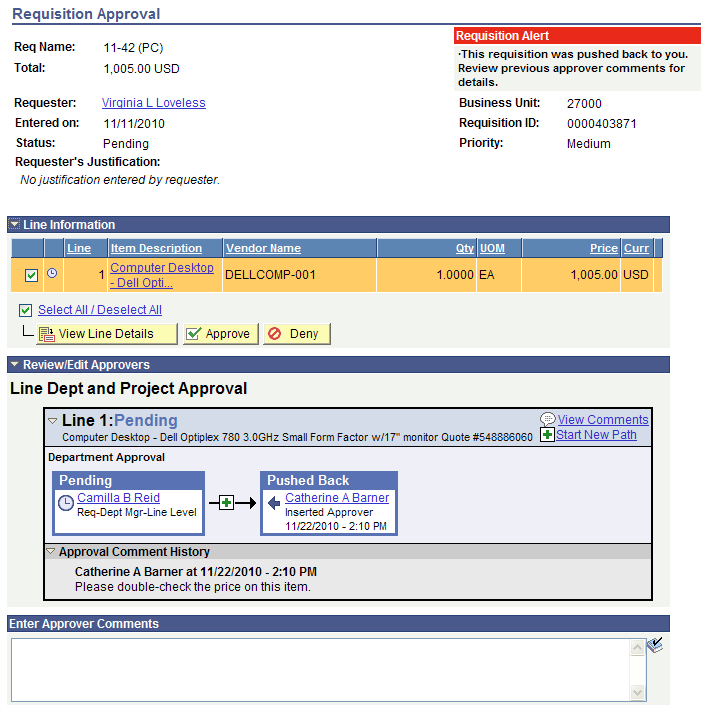 Requisition Approval
Req Name: 11-42 (PC)
Total: 1,005.00 USD
Requisition Alert
·This requisition was pushed back to you.
Review previous approver comments for
details.
Requester: Virginia L Loveless
Business Unit: 27000
Entered on: 11/11/2010
Requisition ID: 0000403871
Status: Pending
Priority: Medium
Requester's Justification:
No justification entered by requester.
Line Information
Line Item Description Vendor Name Qty UOM Price Curr
1 Computer Desktop
- Dell Opti... DELLCOMP-001 1.0000 EA 1,005.00 USD
Select All / Deselect All
View Line Details Approve Deny
Review/Edit Approvers
Line Dept and Project Approval
Line 1:Pending
View Comments
Computer Desktop - Dell Optiplex 780 3.0GHz Small Form Factor w/17" monitor Quote #548886060
Start New Path
Department Approval
Pending
Camilla B Reid
Req-Dept Mgr-Line Level
Pushed Back
Catherine A Barner
Inserted Approver
11/22/2010 - 2:10 PM
Approval Comment History
Catherine A Barner at 11/22/2010 - 2:10 PM
Please double-check the price on this item.
Enter Approver Comments